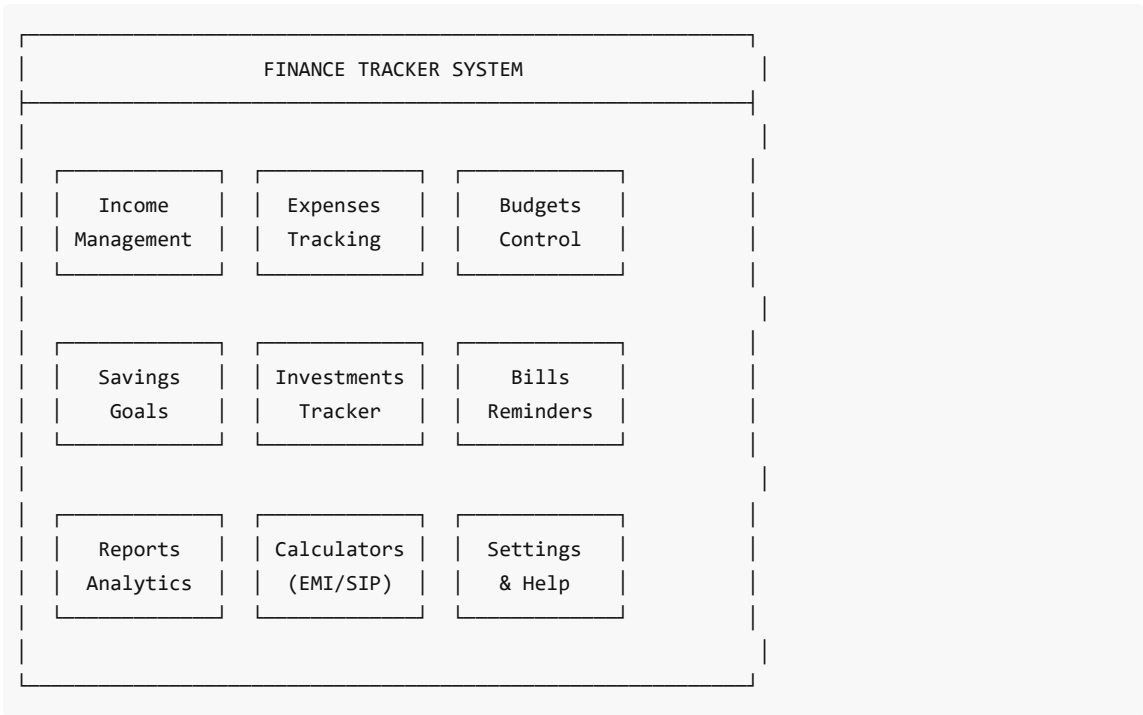 FINANCE TRACKER SYSTEM
Income Expenses Budgets
Management Tracking Control
Savings Investments Bills
Goals Tracker Reminders
Reports Calculators Settings
Analytics (EMI/SIP) & Help